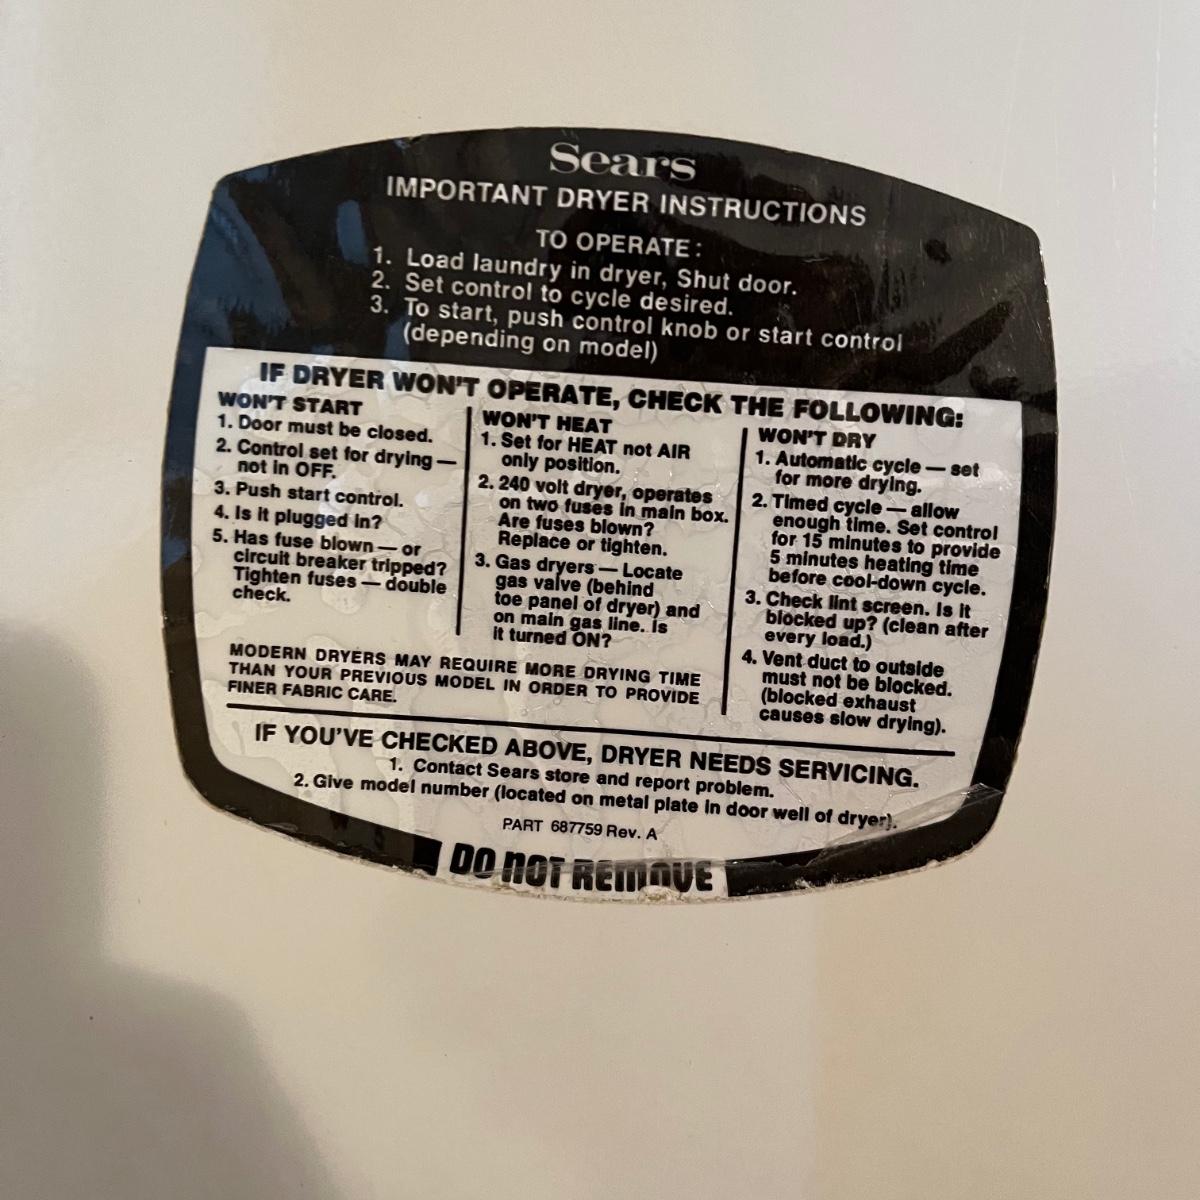 Sears
IMPORTANT DRYER INSTRUCTIONS
TO OPERATE:
1. Load laundry in dryer, Shut door.
2. Set control to cycle desired.
3. To start, push control knob or start control
(depending on model)
IF DRYER WON'T OPERATE, CHECK THE FOLLOWING:
WON'T START
1. Door must be closed.
2. Control set for drying —
not in OFF.
3. Push start control.
4. Is it plugged in?
5. Has fuse blown — or
circuit breaker tripped?
Tighten fuses — double
check.
WON'T HEAT
1. Set for HEAT not AIR
only position.
2. 240 volt dryer, operates
on two fuses in main box.
Are fuses blown?
Replace or tighten.
3. Gas dryers — Locate
gas valve (behind
toe panel of dryer) and
on main gas line. Is
it turned ON?
WON'T DRY
1. Automatic cycle — set
for more drying.
2. Timed cycle — allow
enough time. Set control
for 15 minutes to provide
5 minutes heating time
before cool-down cycle.
3. Check lint screen. Is it
blocked up? (clean after
every load.)
4. Vent duct to outside
must not be blocked.
(blocked exhaust
causes slow drying).
MODERN DRYERS MAY REQUIRE MORE DRYING TIME
THAN YOUR PREVIOUS MODEL IN ORDER TO PROVIDE
FINER FABRIC CARE.
IF YOU'VE CHECKED ABOVE, DRYER NEEDS SERVICING.
1. Contact Sears store and report problem.
2. Give model number (located on metal plate in door well of dryer).
PART 687759 Rev. A
DO NOT REMOVE